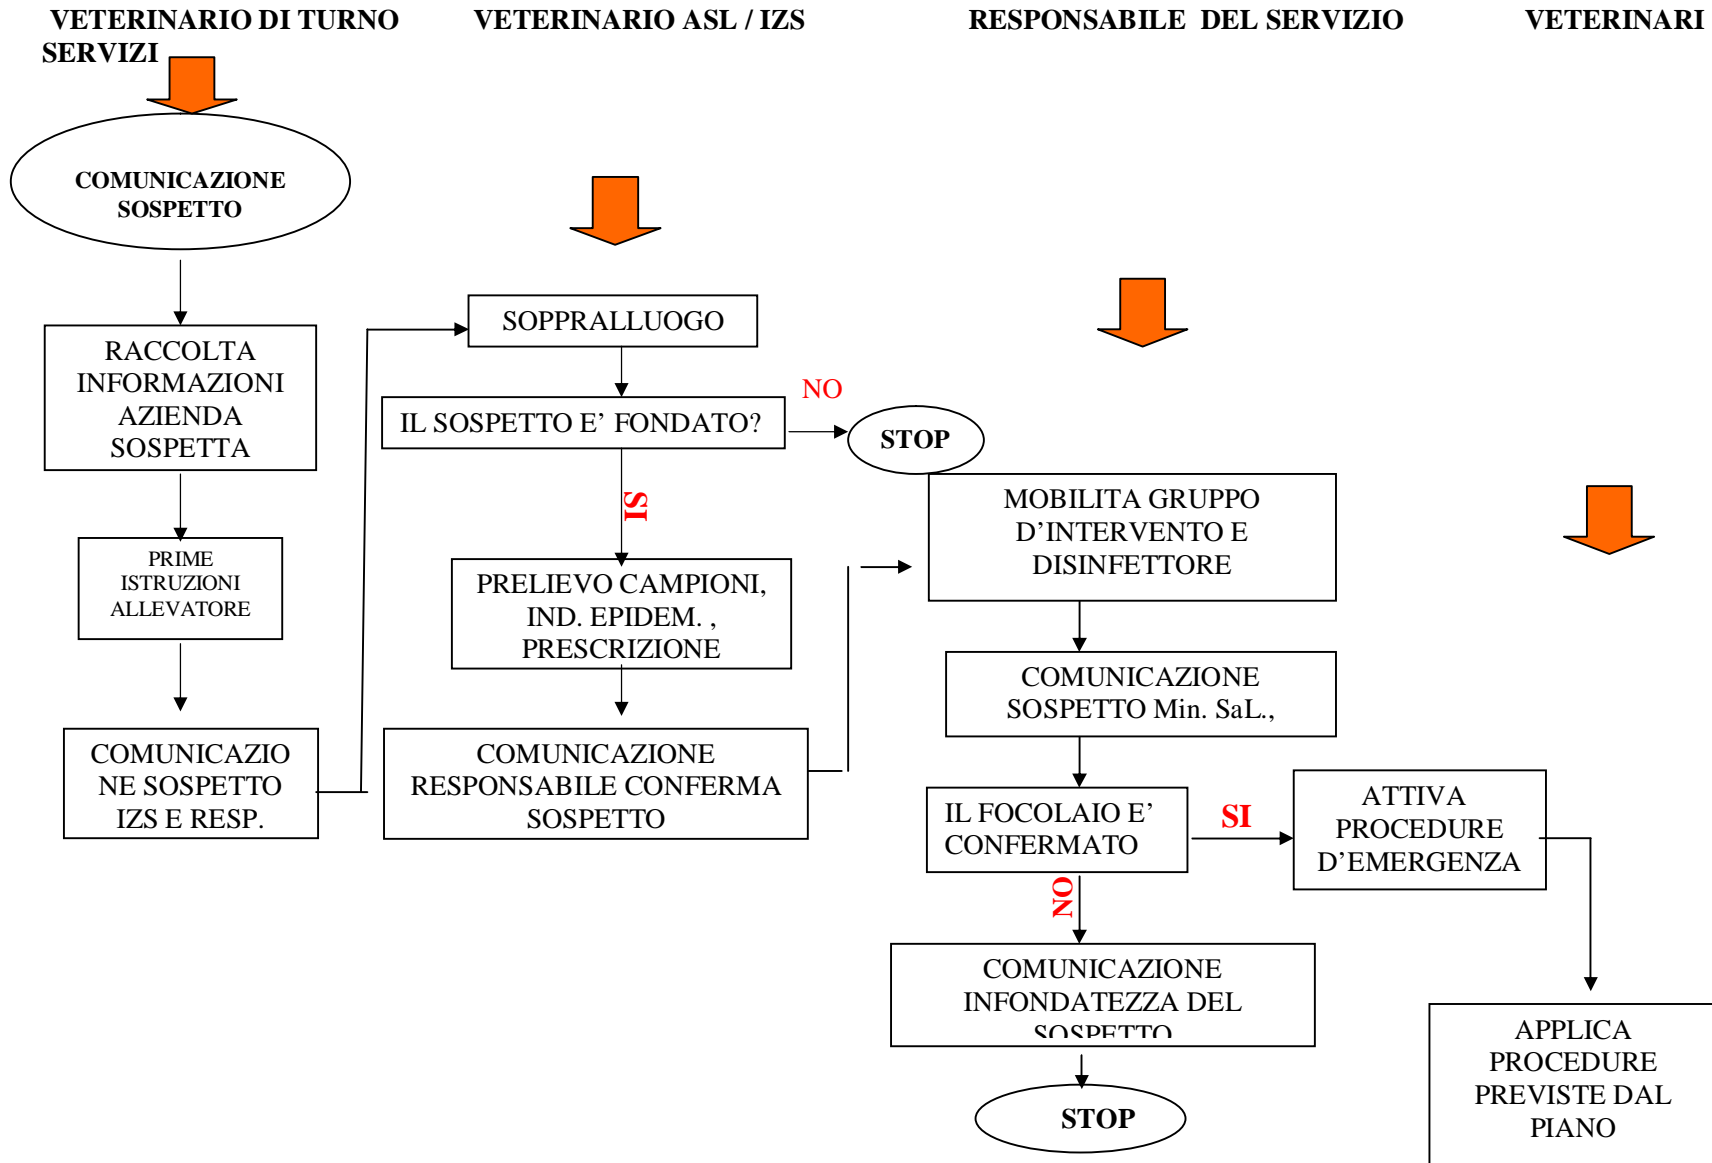 VETERINARIO DI TURNO VETERINARIO ASL / IZS RESPONSABILE DEL SERVIZIO VETERINARI
SERVIZI
COMUNICAZIONE
SOSPETTO
RACCOLTA
INFORMAZIONI
AZIENDA
SOSPETTA
PRIME
ISTRUZIONI
ALLEVATORE
COMUNICAZIO
NE SOSPETTO
IZS E RESP.
SOPPRALLUOGO
IL SOSPETTO E’ FONDATO?
NO
STOP
SI
PRELIEVO CAMPIONI,
IND. EPIDEM. ,
PRESCRIZIONE
COMUNICAZIONE
RESPONSABILE CONFERMA
SOSPETTO
MOBILITA GRUPPO
D’INTERVENTO E
DISINFETTORE
COMUNICAZIONE
SOSPETTO Min. SaL.,
IL FOCOLAIO E’
CONFERMATO
SI
NO
COMUNICAZIONE
INFONDATEZZA DEL
SOSPETTO
STOP
ATTIVA
PROCEDURE
D’EMERGENZA
APPLICA
PROCEDURE
PREVISTE DAL
PIANO